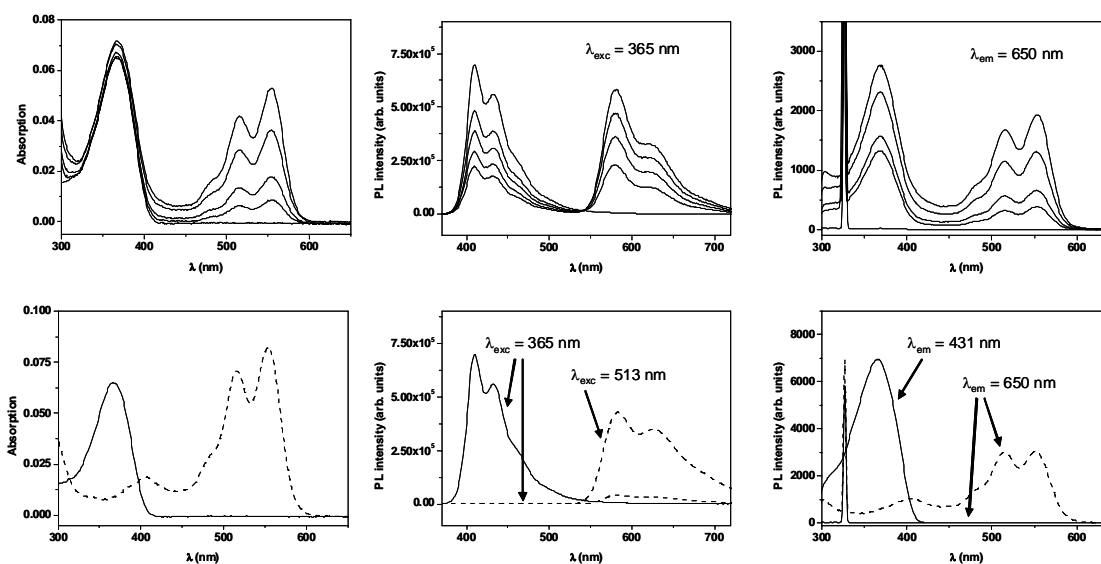 0.08
0.06
0.04
0.02
0.00
Absorption
300 400 500 600
λ (nm)
λexc = 365 nm
7.50x10⁵
5.00x10⁵
2.50x10⁵
0.00
PL intensity (arb. units)
400 500 600 700
λ (nm)
λem = 650 nm
3000
2000
1000
0
PL intensity (arb. units)
300 400 500 600
λ (nm)
0.100
0.075
0.050
0.025
0.000
Absorption
300 400 500 600
λ (nm)
λexc = 365 nm
λexc = 513 nm
7.50x10⁵
5.00x10⁵
2.50x10⁵
0.00
PL intensity (arb. units)
400 500 600 700
λ (nm)
λem = 431 nm
λem = 650 nm
8000
6000
4000
2000
0
PL intensity (arb. units)
300 400 500 600
λ (nm)